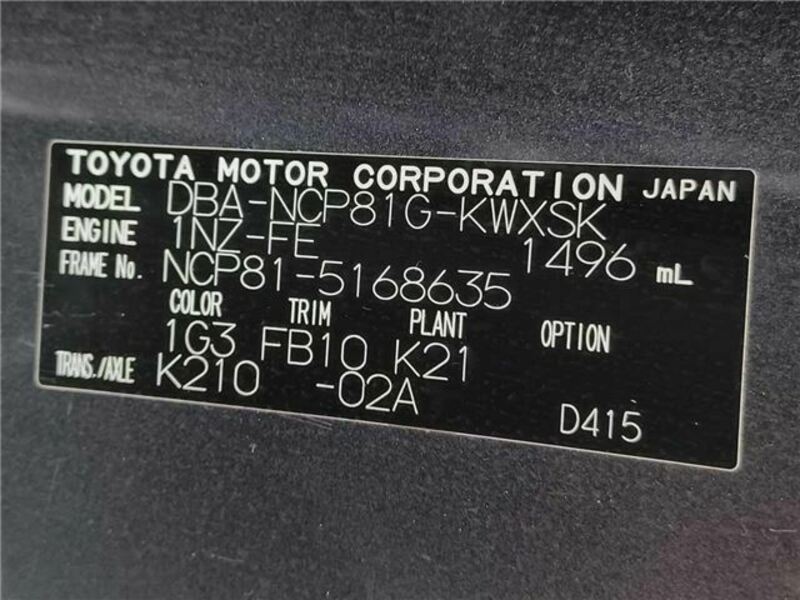 TOYOTA MOTOR CORPORATION JAPAN
MODEL DBA-NCP81G-KWXSK
ENGINE 1NZ-FE 1496 mL
FRAME No. NCP81-5168635
COLOR TRIM PLANT OPTION
1G3 FB10 K21
TRANS./AXLE K210 -02A
D415